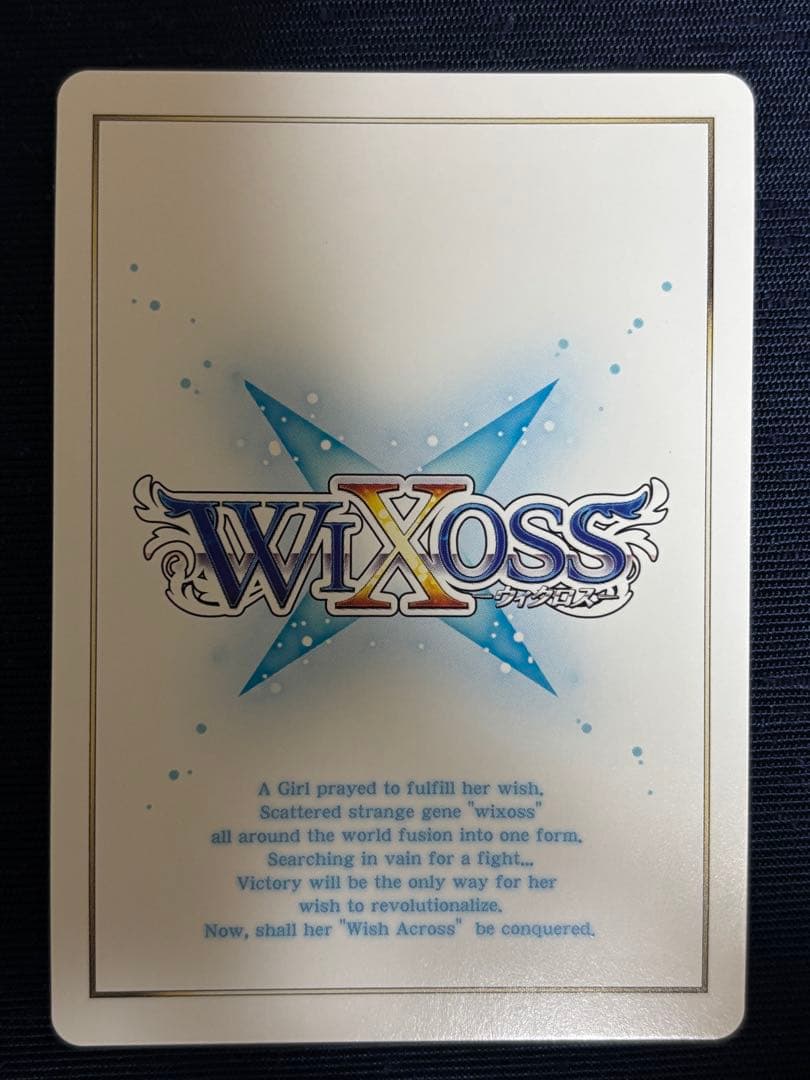 WIXOSS
—ウィクロス—
A Girl prayed to fulfill her wish.
Scattered strange gene "wixoss"
all around the world fusion into one form.
Searching in vain for a fight...
Victory will be the only way for her
wish to revolutionalize.
Now, shall her "Wish Across" be conquered.